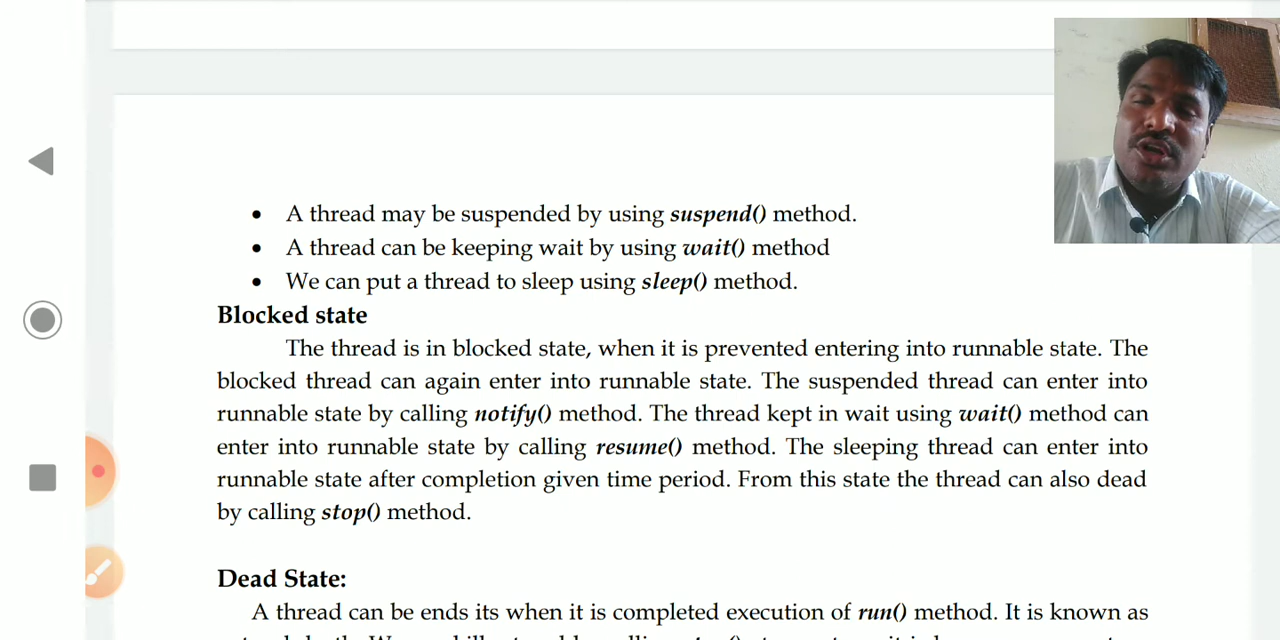 • A thread may be suspended by using suspend() method.
• A thread can be keeping wait by using wait() method
• We can put a thread to sleep using sleep() method.
Blocked state
The thread is in blocked state, when it is prevented entering into runnable state. The
blocked thread can again enter into runnable state. The suspended thread can enter into
runnable state by calling notify() method. The thread kept in wait using wait() method can
enter into runnable state by calling resume() method. The sleeping thread can enter into
runnable state after completion given time period. From this state the thread can also dead
by calling stop() method.
Dead State:
A thread can be ends its when it is completed execution of run() method. It is known as